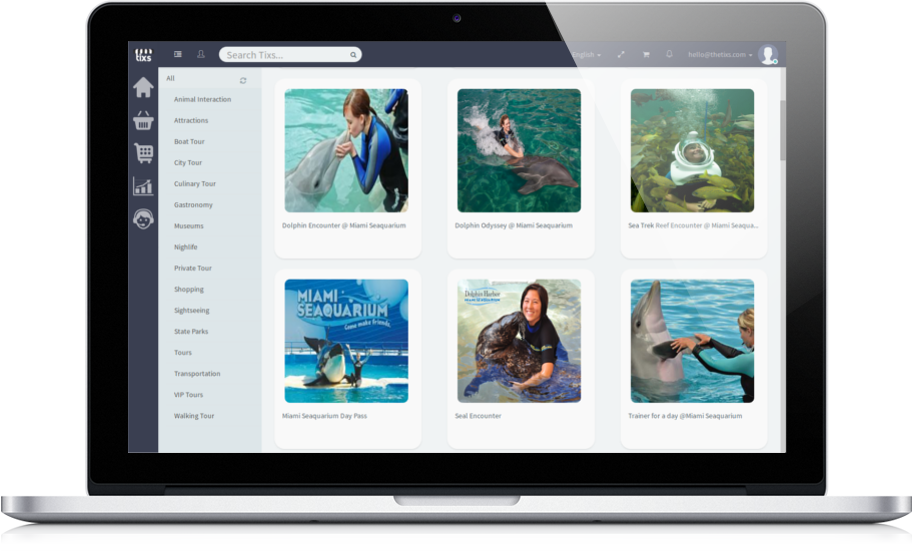 tixs
Search Tixs...
English
hello@thetixs.com
All
Animal Interaction
Attractions
Boat Tour
City Tour
Culinary Tour
Gastronomy
Museums
Nighlife
Private Tour
Shopping
Sightseeing
State Parks
Tours
Transportation
VIP Tours
Walking Tour
Dolphin Encounter @ Miami Seaquarium
Dolphin Odyssey @ Miami Seaquarium
Sea Trek Reef Encounter @ Miami Seaqua...
MIAMI
SEAQUARIUM
Come make friends.
Dolphin Harbor
MIAMI SEAQUARIUM
Miami Seaquarium Day Pass
Seal Encounter
Trainer for a day @Miami Seaquarium